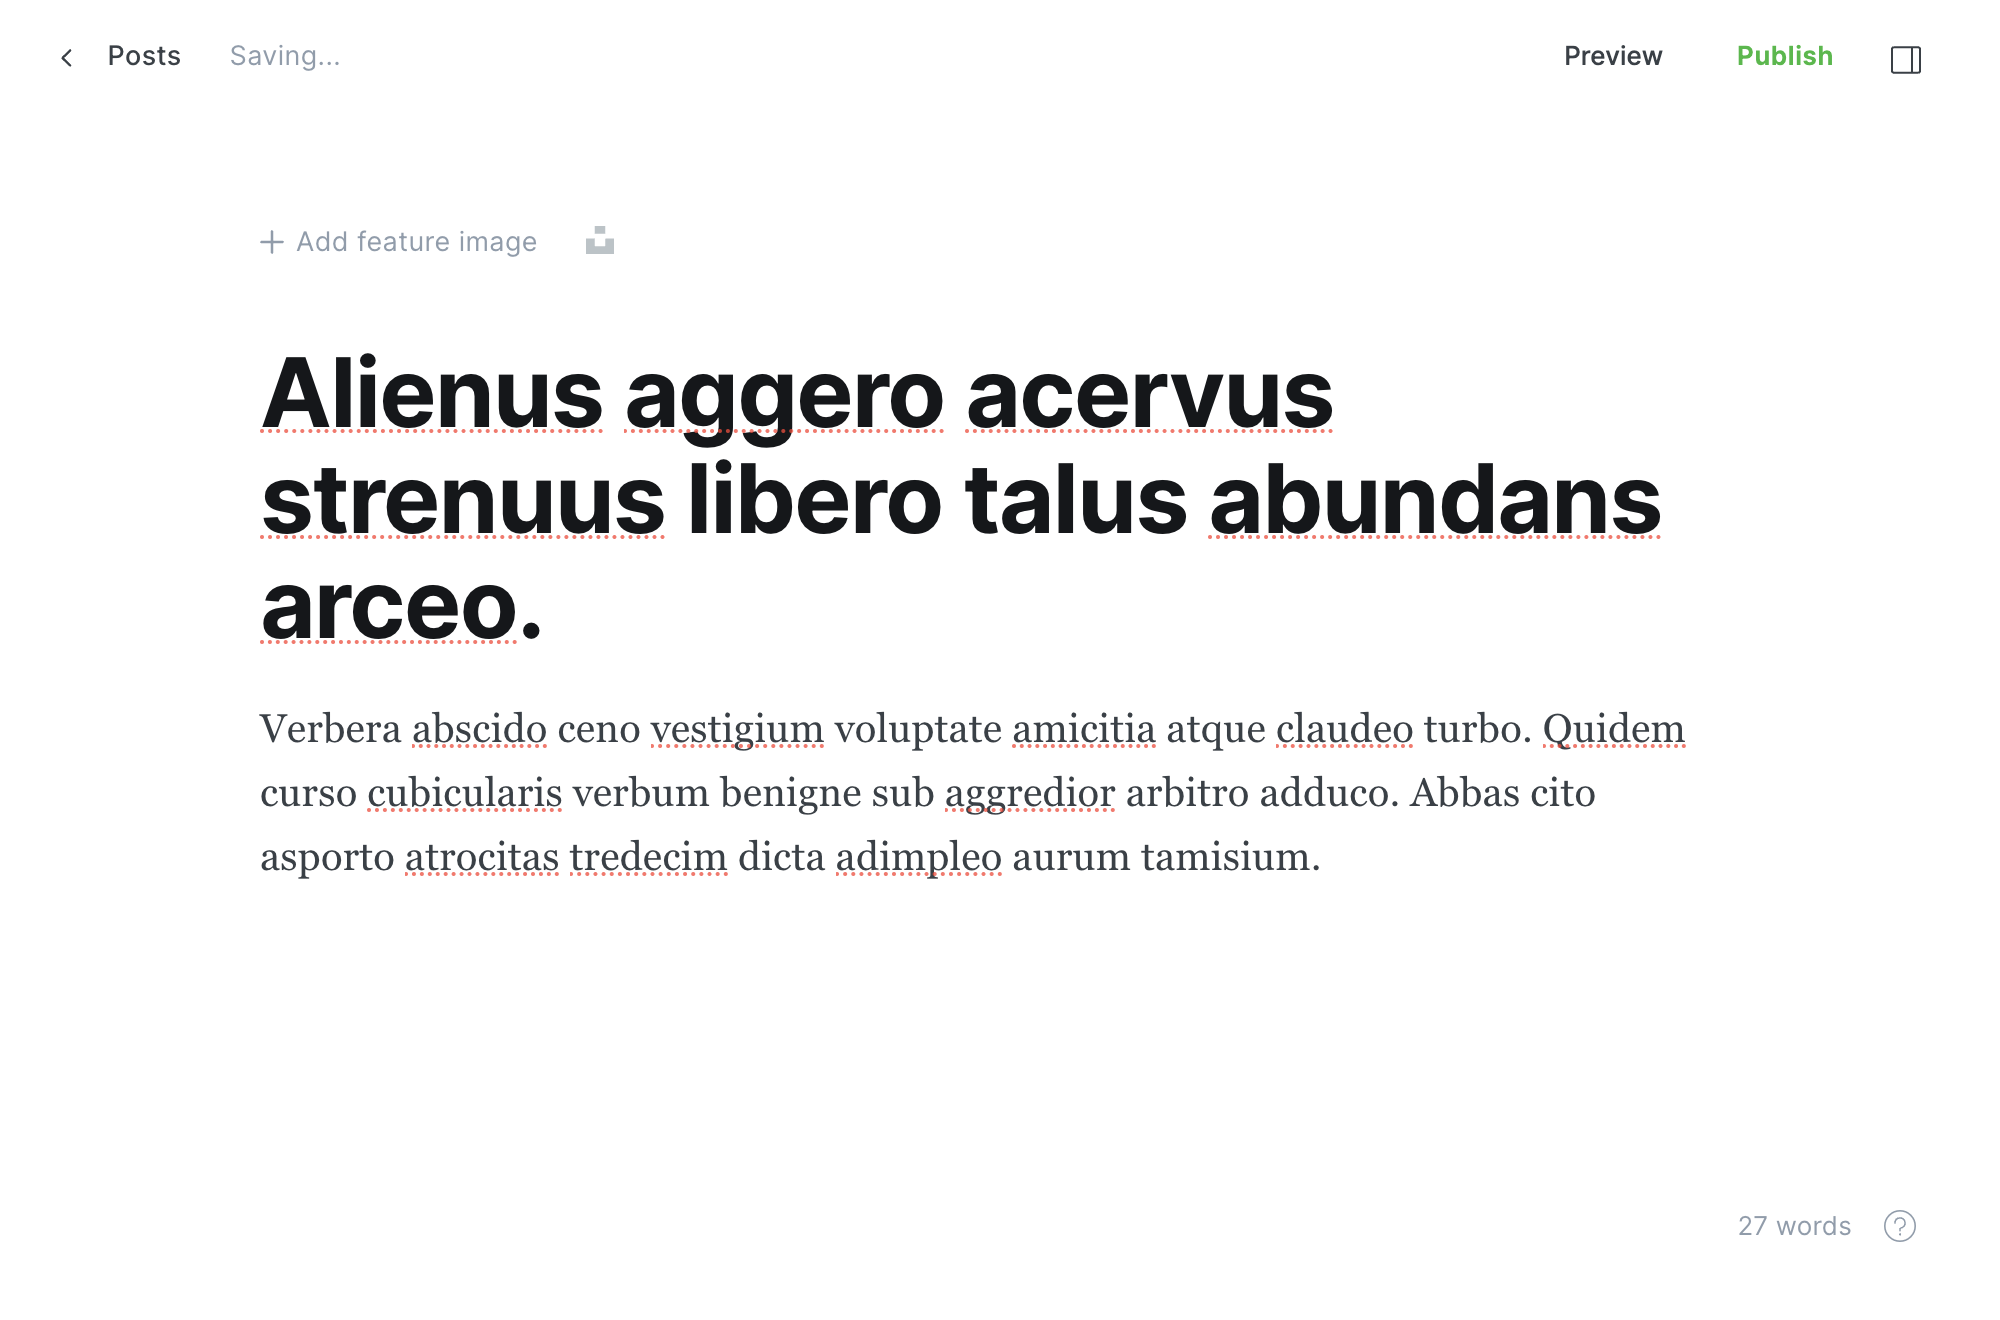 Posts Saving... Preview Publish
Add feature image
Alienus aggero acervus
strenuus libero talus abundans
arceo.
Verbera abscido ceno vestigium voluptate amicitia atque claudeo turbo. Quidem
curso cubicularis verbum benigne sub aggredior arbitro adduco. Abbas cito
asporto atrocitas tredecim dicta adimpleo aurum tamisium.
27 words ?